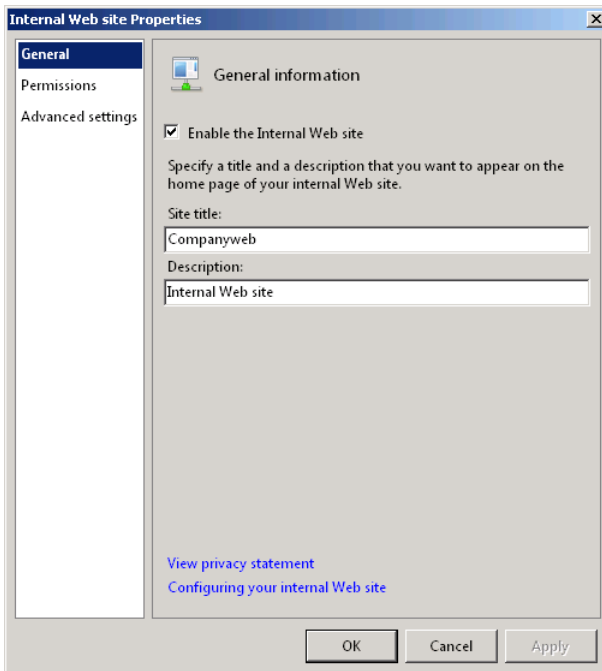 Internal Web site Properties
General
Permissions
Advanced settings
General information
Enable the Internal Web site
Specify a title and a description that you want to appear on the
home page of your internal Web site.
Site title:
Companyweb
Description:
Internal Web site
View privacy statement
Configuring your internal Web site
OK Cancel Apply